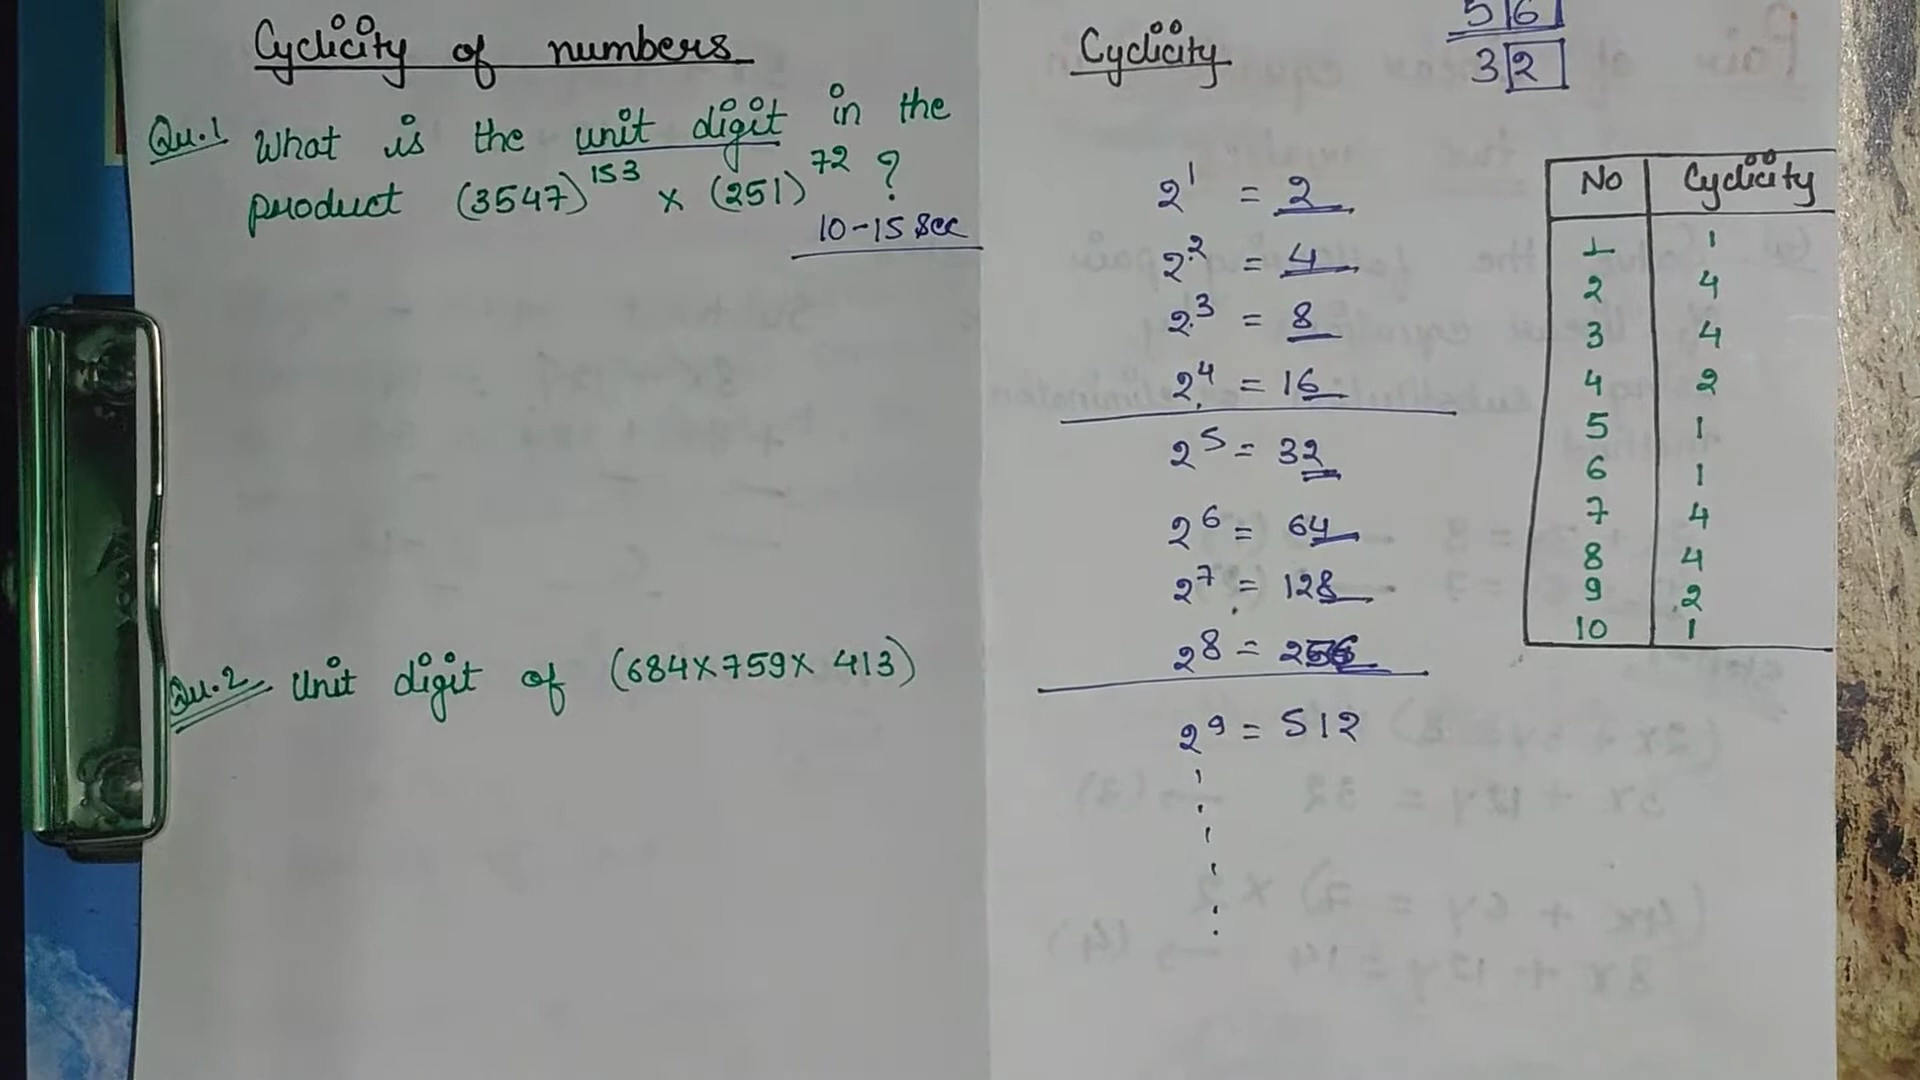 Cyclicity of numbers
Qu.1 What is the unit digit in the
product (3547)^153 × (251)^72 ?
10-15 Sec
Qu.2 Unit digit of (684×759×413)
Cyclicity
56
32
2^1 = 2
2^2 = 4
2^3 = 8
2^4 = 16
2^5 = 32
2^6 = 64
2^7 = 128
2^8 = 256
2^9 = 512
No Cyclicity
1 1
2 4
3 4
4 2
5 1
6 1
7 4
8 4
9 2
10 1